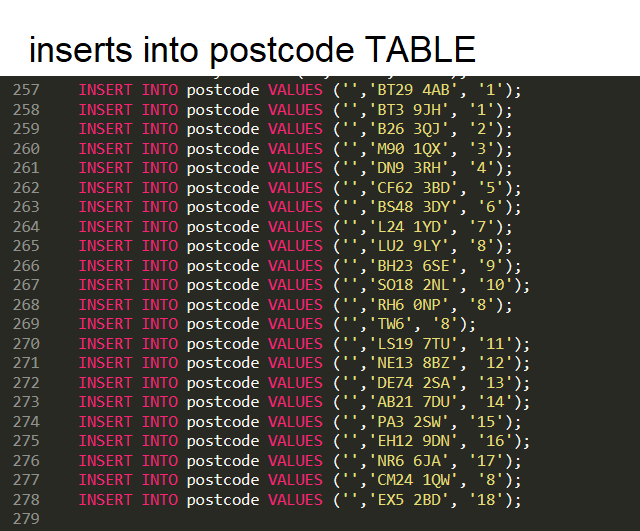 inserts into postcode TABLE
257 INSERT INTO postcode VALUES ('','BT29 4AB', '1');
258 INSERT INTO postcode VALUES ('','BT3 9JH', '1');
259 INSERT INTO postcode VALUES ('','B26 3QJ', '2');
260 INSERT INTO postcode VALUES ('','M90 1QX', '3');
261 INSERT INTO postcode VALUES ('','DN9 3RH', '4');
262 INSERT INTO postcode VALUES ('','CF62 3BD', '5');
263 INSERT INTO postcode VALUES ('','BS48 3DY', '6');
264 INSERT INTO postcode VALUES ('','L24 1YD', '7');
265 INSERT INTO postcode VALUES ('','LU2 9LY', '8');
266 INSERT INTO postcode VALUES ('','BH23 6SE', '9');
267 INSERT INTO postcode VALUES ('','SO18 2NL', '10');
268 INSERT INTO postcode VALUES ('','RH6 0NP', '8');
269 INSERT INTO postcode VALUES ('','TW6', '8');
270 INSERT INTO postcode VALUES ('','LS19 7TU', '11');
271 INSERT INTO postcode VALUES ('','NE13 8BZ', '12');
272 INSERT INTO postcode VALUES ('','DE74 2SA', '13');
273 INSERT INTO postcode VALUES ('','AB21 7DU', '14');
274 INSERT INTO postcode VALUES ('','PA3 2SW', '15');
275 INSERT INTO postcode VALUES ('','EH12 9DN', '16');
276 INSERT INTO postcode VALUES ('','NR6 6JA', '17');
277 INSERT INTO postcode VALUES ('','CM24 1QW', '8');
278 INSERT INTO postcode VALUES ('','EX5 2BD', '18');
279